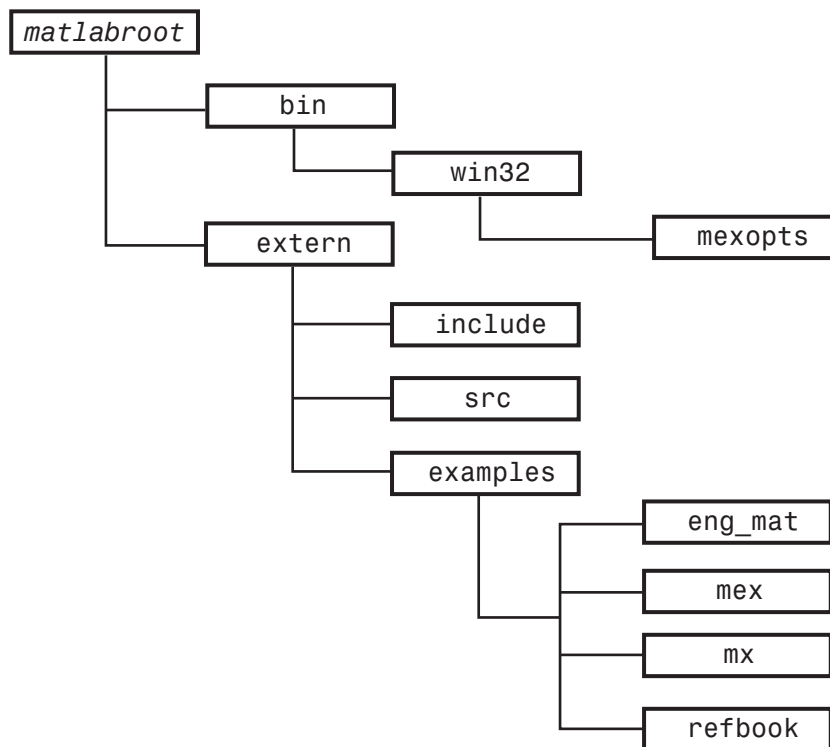 matlabroot
bin
win32
mexopts
extern
include
src
examples
eng_mat
mex
mx
refbook